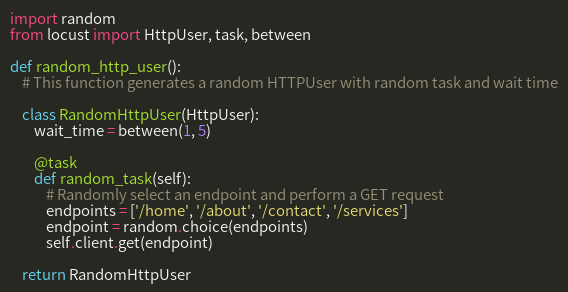 import random
from locust import HttpUser, task, between
def random_http_user():
# This function generates a random HTTPUser with random task and wait time
class RandomHttpUser(HttpUser):
wait_time = between(1, 5)
@task
def random_task(self):
# Randomly select an endpoint and perform a GET request
endpoints = ['/home', '/about', '/contact', '/services']
endpoint = random.choice(endpoints)
self.client.get(endpoint)
return RandomHttpUser